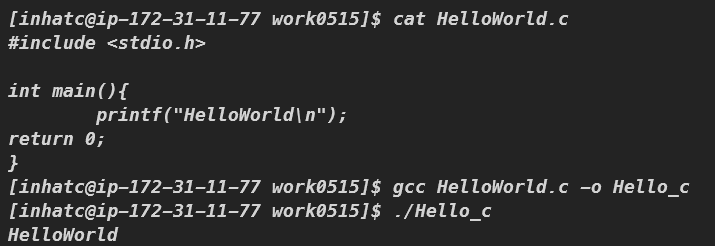 [inhatc@ip-172-31-11-77 work0515]$ cat HelloWorld.c
#include <stdio.h>
int main(){
        printf("HelloWorld\n");
return 0;
}
[inhatc@ip-172-31-11-77 work0515]$ gcc HelloWorld.c -o Hello_c
[inhatc@ip-172-31-11-77 work0515]$ ./Hello_c
HelloWorld